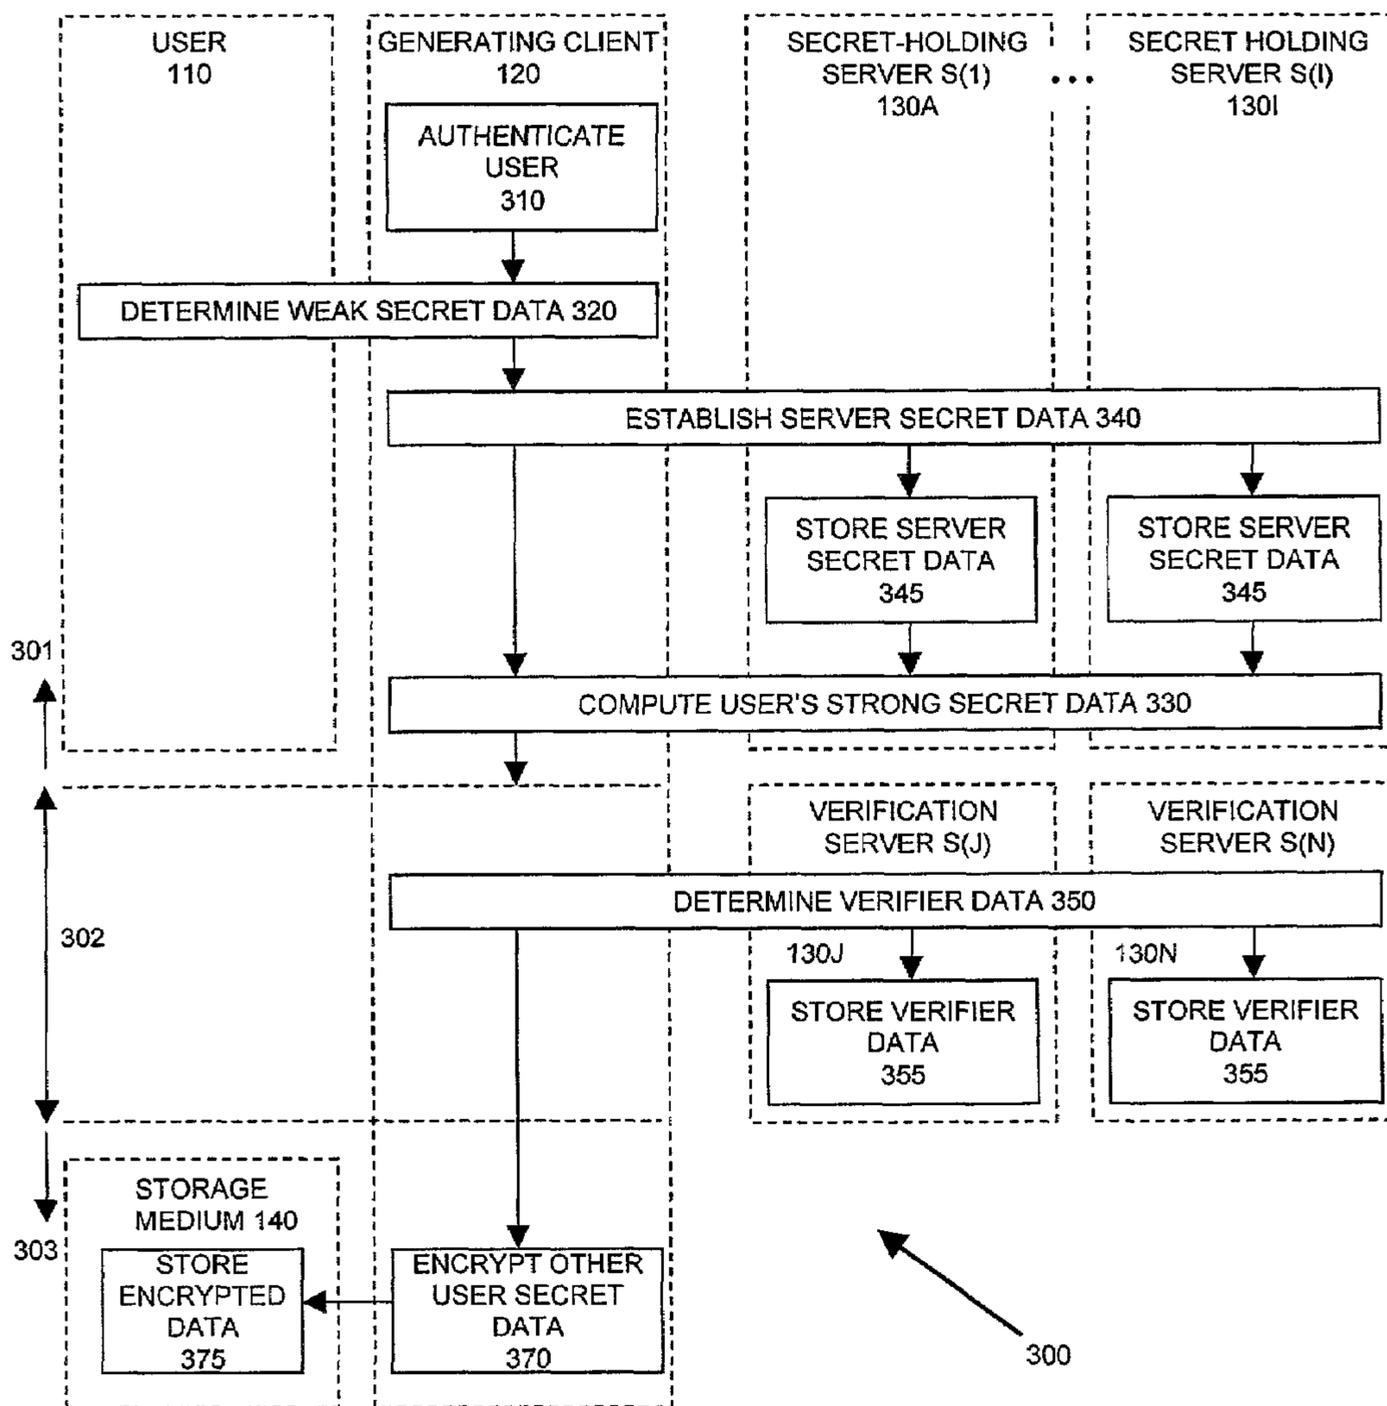 USER
110
GENERATING CLIENT
120
SECRET-HOLDING
SERVER S(1)
130A
...
SECRET HOLDING
SERVER S(I)
130I
AUTHENTICATE
USER
310
DETERMINE WEAK SECRET DATA 320
ESTABLISH SERVER SECRET DATA 340
STORE SERVER
SECRET DATA
345
STORE SERVER
SECRET DATA
345
301
COMPUTE USER'S STRONG SECRET DATA 330
VERIFICATION
SERVER S(J)
VERIFICATION
SERVER S(N)
DETERMINE VERIFIER DATA 350
302
130J
130N
STORE VERIFIER
DATA
355
STORE VERIFIER
DATA
355
303
STORAGE
MEDIUM 140
STORE
ENCRYPTED
DATA
375
ENCRYPT OTHER
USER SECRET
DATA
370
300